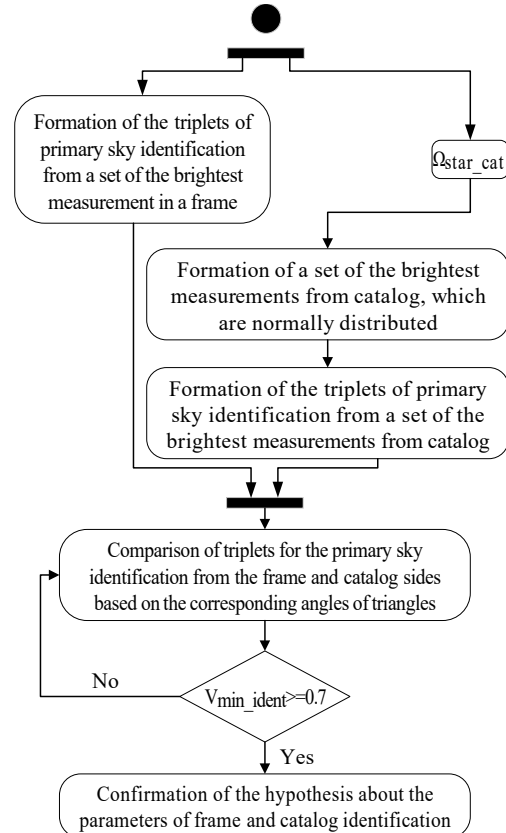 Formation of the triplets of
primary sky identification
from a set of the brightest
measurement in a frame
Ωstar_cat
Formation of a set of the brightest
measurements from catalog, which
are normally distributed
Formation of the triplets of primary
sky identification from a set of the
brightest measurements from catalog
Comparison of triplets for the primary sky
identification from the frame and catalog sides
based on the corresponding angles of triangles
No
Vmin_ident>=0.7
Yes
Confirmation of the hypothesis about the
parameters of frame and catalog identification